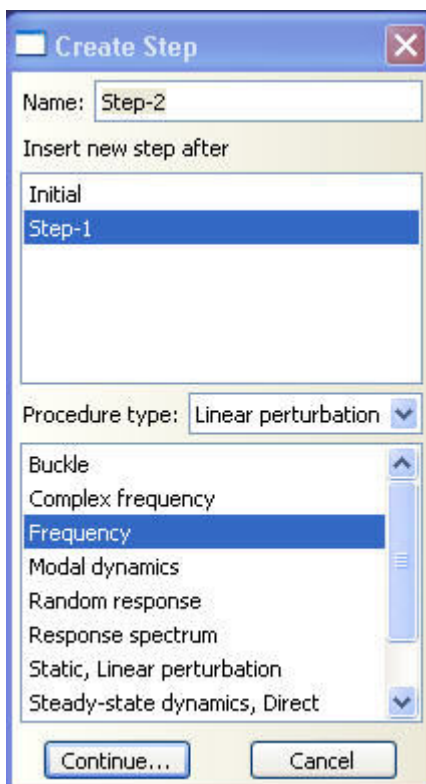 Create Step
Name: Step-2
Insert new step after
Initial
Step-1
Procedure type: Linear perturbation
Buckle
Complex frequency
Frequency
Modal dynamics
Random response
Response spectrum
Static, Linear perturbation
Steady-state dynamics, Direct
Continue... Cancel